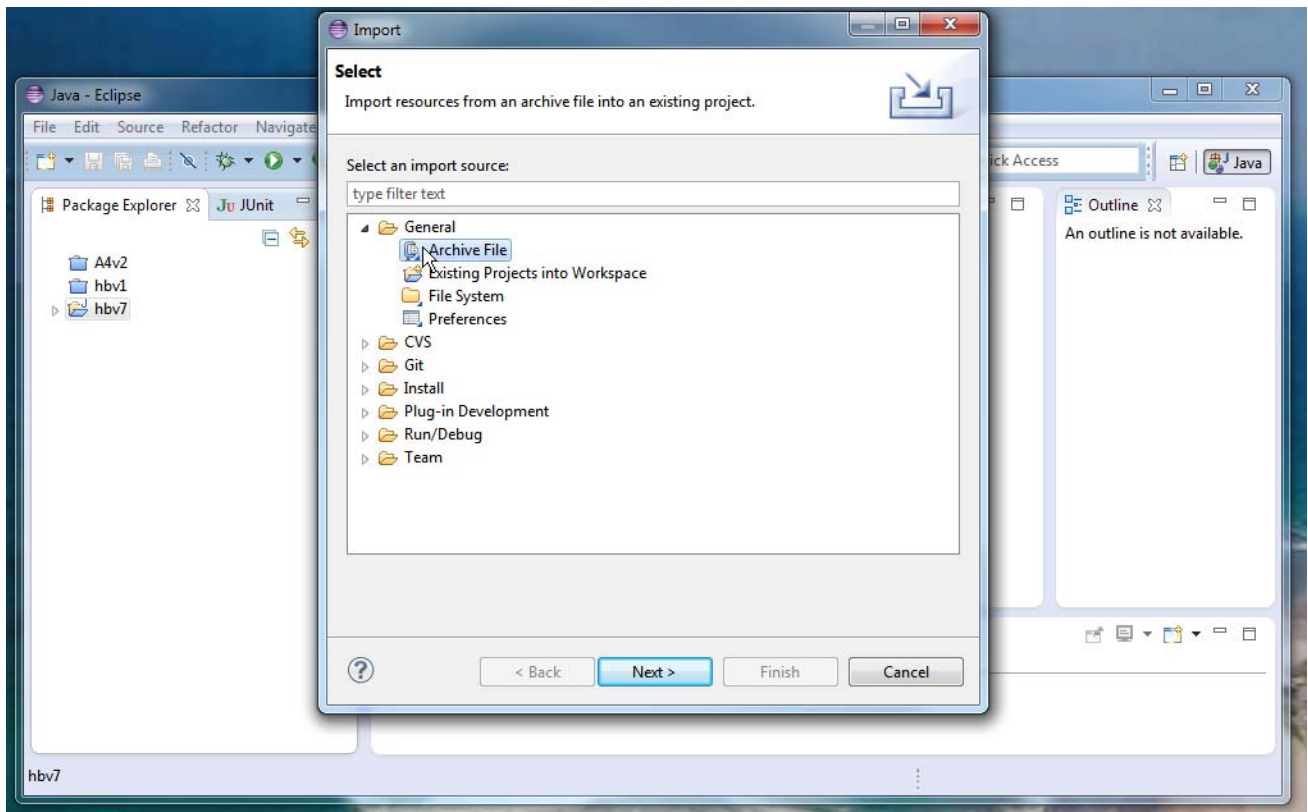 Import
Select
Import resources from an archive file into an existing project.
Java - Eclipse
File Edit Source Refactor Navigate
Select an import source:
type filter text
ick Access
Java
Package Explorer
Ju JUnit
General
Archive File
Existing Projects into Workspace
File System
Preferences
CVS
Git
Install
Plug-in Development
Run/Debug
Team
A4v2
hbv1
hbv7
Outline
An outline is not available.
?
< Back
Next >
Finish
Cancel
hbv7